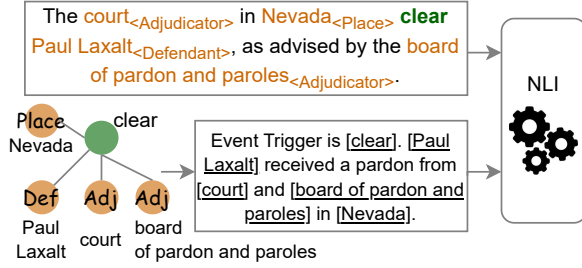 The court<Adjudicator> in Nevada<Place> clear
Paul Laxalt<Defendant>, as advised by the board
of pardon and paroles<Adjudicator>.
NLI
Place
clear
Nevada
Event Trigger is [clear]. [Paul
Laxalt] received a pardon from
[court] and [board of pardon and
paroles] in [Nevada].
Def
Adj
Adj
Paul
Laxalt
court
board
of pardon and paroles